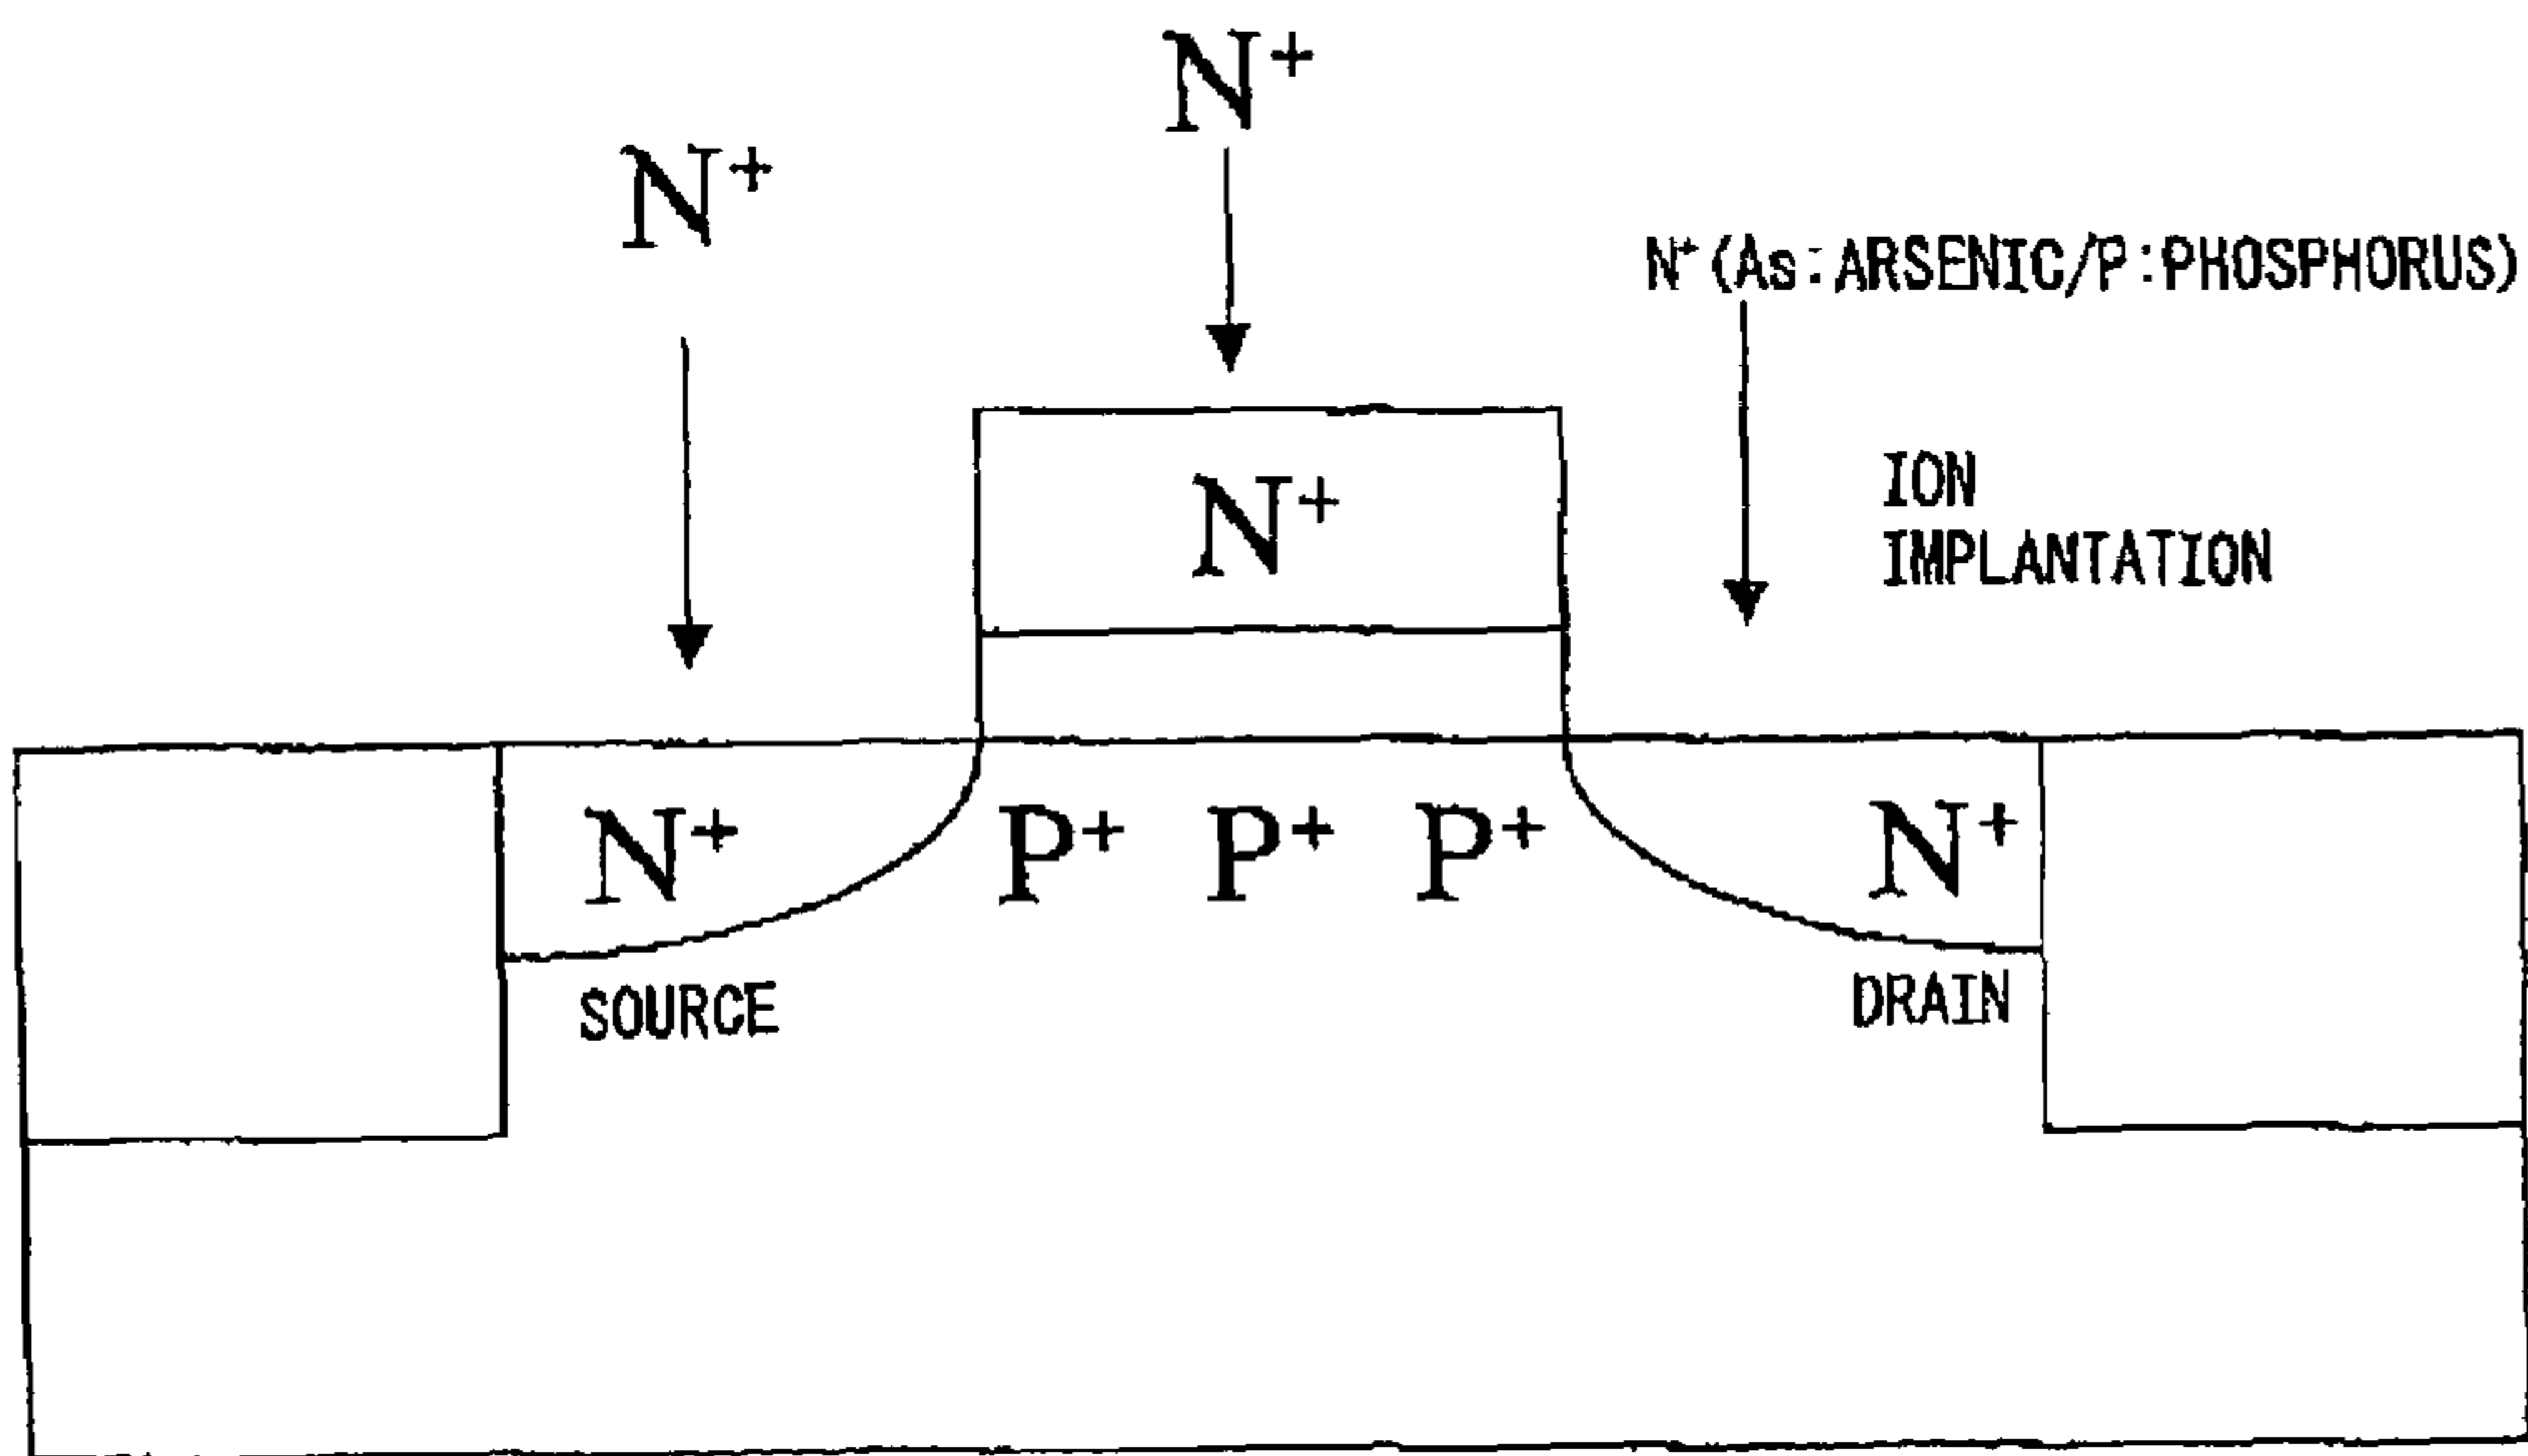 N⁺
N⁺
N⁺(As:ARSENIC/P:PHOSPHORUS)
ION
IMPLANTATION
N⁺
N⁺ P⁺ P⁺ P⁺ N⁺
SOURCE DRAIN